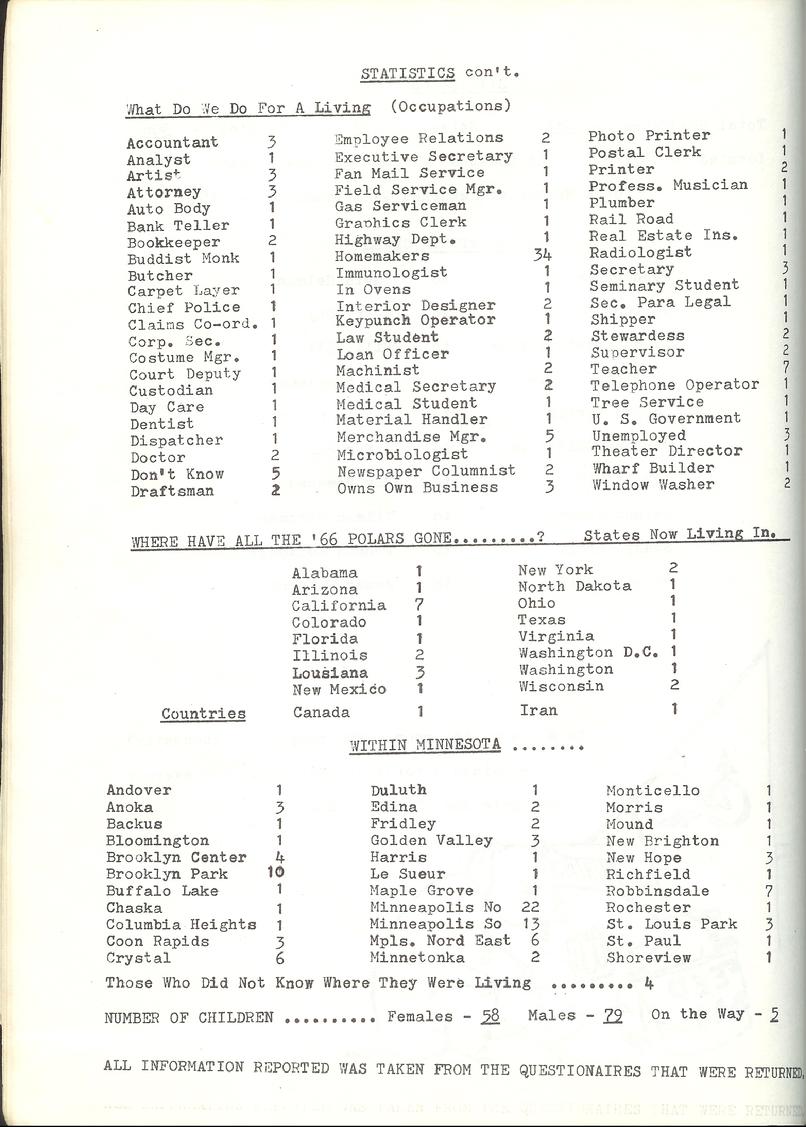 STATISTICS con't.
What Do We Do For A Living (Occupations)
Accountant 3 Employee Relations 2 Photo Printer 1
Analyst 1 Executive Secretary 1 Postal Clerk 1
Artist 3 Fan Mail Service 1 Printer 2
Attorney 3 Field Service Mgr. 1 Profess. Musician 1
Auto Body 1 Gas Serviceman 1 Plumber 1
Bank Teller 1 Graphics Clerk 1 Rail Road 1
Bookkeeper 2 Highway Dept. 1 Real Estate Ins. 1
Buddist Monk 1 Homemakers 34 Radiologist 1
Butcher 1 Immunologist 1 Secretary 3
Carpet Layer 1 In Ovens 1 Seminary Student 1
Chief Police 1 Interior Designer 2 Sec. Para Legal 1
Claims Co-ord. 1 Keypunch Operator 1 Shipper 1
Corp. Sec. 1 Law Student 2 Stewardess 2
Costume Mgr. 1 Loan Officer 1 Supervisor 2
Court Deputy 1 Machinist 2 Teacher 7
Custodian 1 Medical Secretary 2 Telephone Operator 1
Day Care 1 Medical Student 1 Tree Service 1
Dentist 1 Material Handler 1 U. S. Government 1
Dispatcher 1 Merchandise Mgr. 5 Unemployed 3
Doctor 2 Microbiologist 1 Theater Director 1
Don't Know 5 Newspaper Columnist 2 Wharf Builder 1
Draftsman 2 Owns Own Business 3 Window Washer 2
WHERE HAVE ALL THE '66 POLARS GONE.........? States Now Living In.
Alabama 1 New York 2
Arizona 1 North Dakota 1
California 7 Ohio 1
Colorado 1 Texas 1
Florida 1 Virginia 1
Illinois 2 Washington D.C. 1
Lousiana 3 Washington 1
New Mexico 1 Wisconsin 2
Countries Canada 1 Iran 1
WITHIN MINNESOTA ........
Andover 1 Duluth 1 Monticello 1
Anoka 3 Edina 2 Morris 1
Backus 1 Fridley 2 Mound 1
Bloomington 1 Golden Valley 3 New Brighton 1
Brooklyn Center 4 Harris 1 New Hope 3
Brooklyn Park 10 Le Sueur 1 Richfield 1
Buffalo Lake 1 Maple Grove 1 Robbinsdale 7
Chaska 1 Minneapolis No 22 Rochester 1
Columbia Heights 1 Minneapolis So 13 St. Louis Park 3
Coon Rapids 3 Mpls. Nord East 6 St. Paul 1
Crystal 6 Minnetonka 2 Shoreview 1
Those Who Did Not Know Where They Were Living ......... 4
NUMBER OF CHILDREN .......... Females - 58 Males - 79 On the Way - 5
ALL INFORMATION REPORTED WAS TAKEN FROM THE QUESTIONAIRES THAT WERE RETURNED.